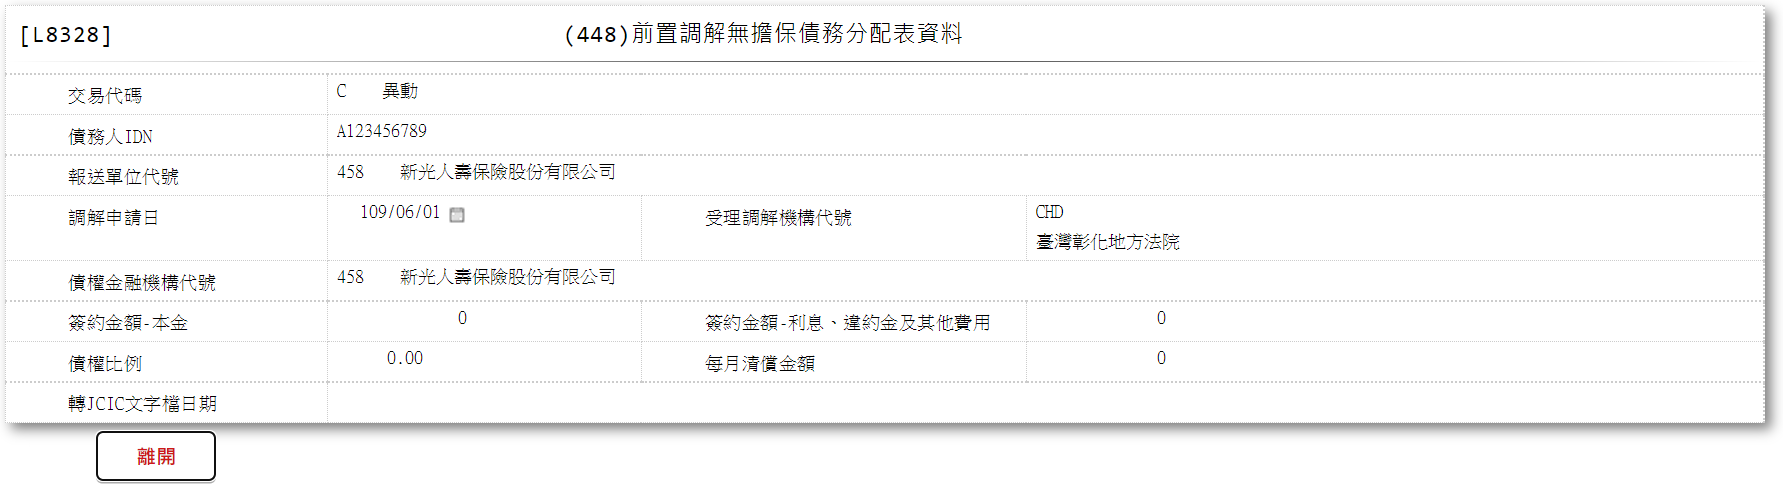 [L8328] (448)前置調解無擔保債務分配表資料
交易代碼 C 異動
債務人IDN A123456789
報送單位代號 458 新光人壽保險股份有限公司
調解申請日 109/06/01 受理調解機構代號 CHD
臺灣彰化地方法院
債權金融機構代號 458 新光人壽保險股份有限公司
簽約金額-本金 0 簽約金額-利息、違約金及其他費用 0
債權比例 0.00 每月清償金額 0
轉JCIC文字檔日期
離開